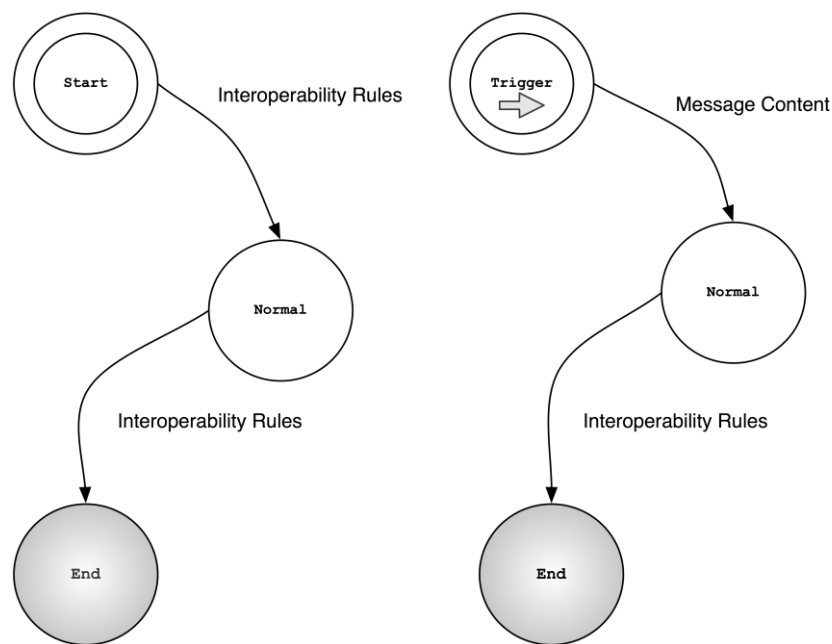 Start
Interoperability Rules
Normal
Interoperability Rules
End
Trigger
Message Content
Normal
Interoperability Rules
End